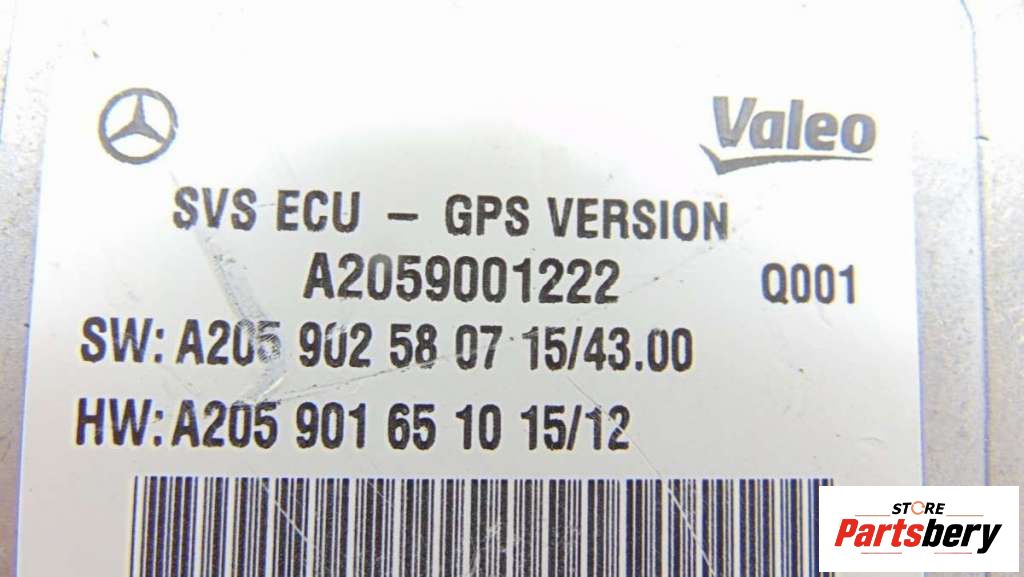 Valeo
SVS ECU – GPS VERSION
A2059001222 Q001
SW: A205 902 58 07 15/43.00
HW: A205 901 65 10 15/12
STORE
Partsbery